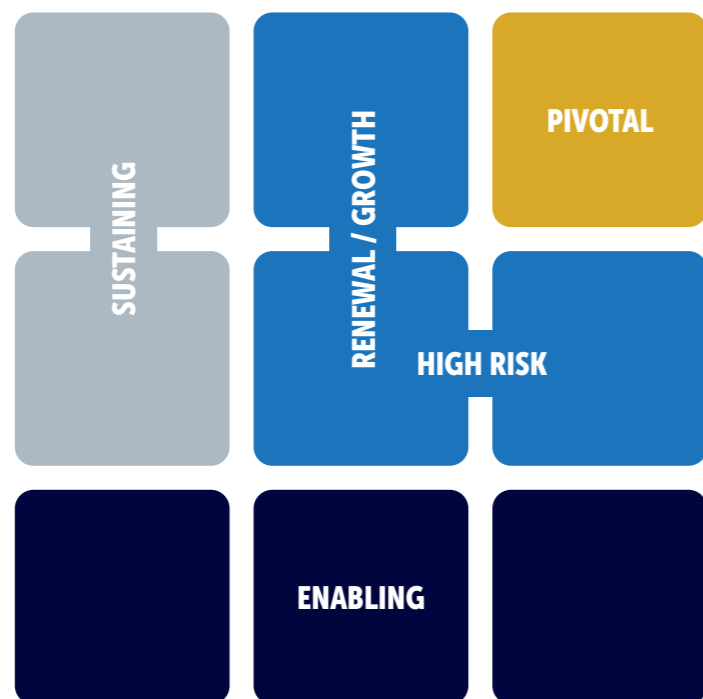 SUSTAINING
RENEWAL / GROWTH
PIVOTAL
HIGH RISK
ENABLING